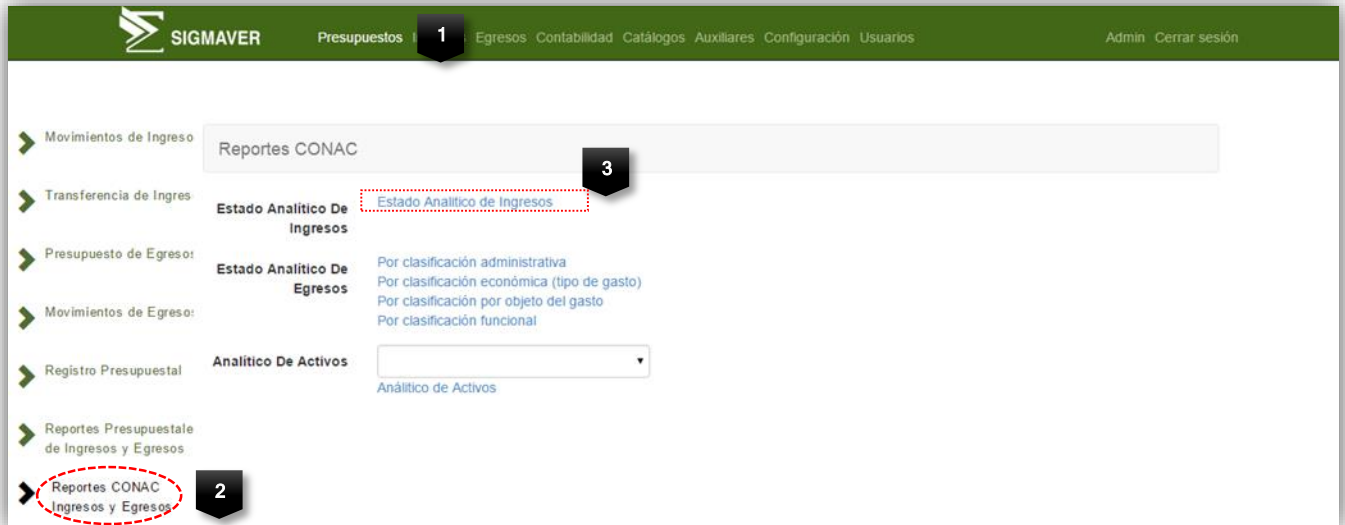 SIGMAVER
Presupuestos 1 Egresos Contabilidad Catálogos Auxiliares Configuración Usuarios
Admin Cerrar sesión
Movimientos de Ingreso
Transferencia de Ingres
Presupuesto de Egresos
Movimientos de Egresos
Registro Presupuestal
Reportes Presupuestale
de Ingresos y Egresos
Reportes CONAC
Ingresos y Egresos
2
Reportes CONAC
3
Estado Analítico De
Ingresos
Estado Analitico de Ingresos
Estado Analítico De
Egresos
Por clasificación administrativa
Por clasificación económica (tipo de gasto)
Por clasificación por objeto del gasto
Por clasificación funcional
Analítico De Activos
Análitico de Activos